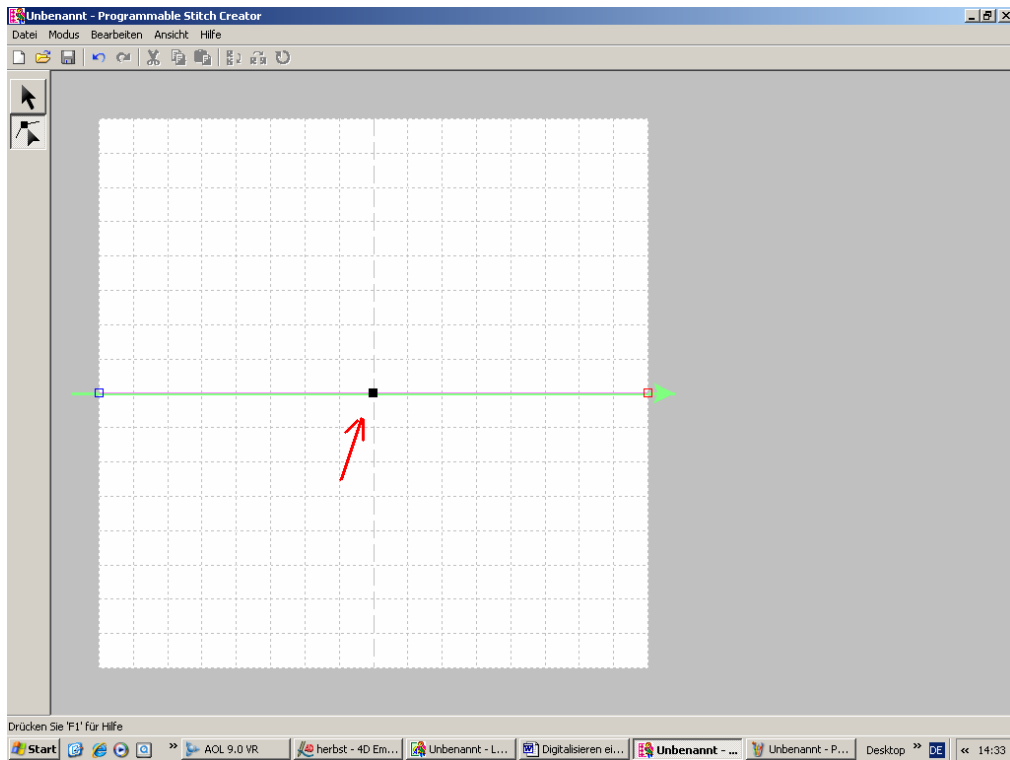 Unbenannt - Programmable Stitch Creator
Datei Modus Bearbeiten Ansicht Hilfe
Drücken Sie 'F1' für Hilfe
Start » AOL 9.0 VR herbst - 4D Em... Unbenannt - L... Digitalisieren ei... Unbenannt - ... Unbenannt - P... Desktop » DE « 14:33